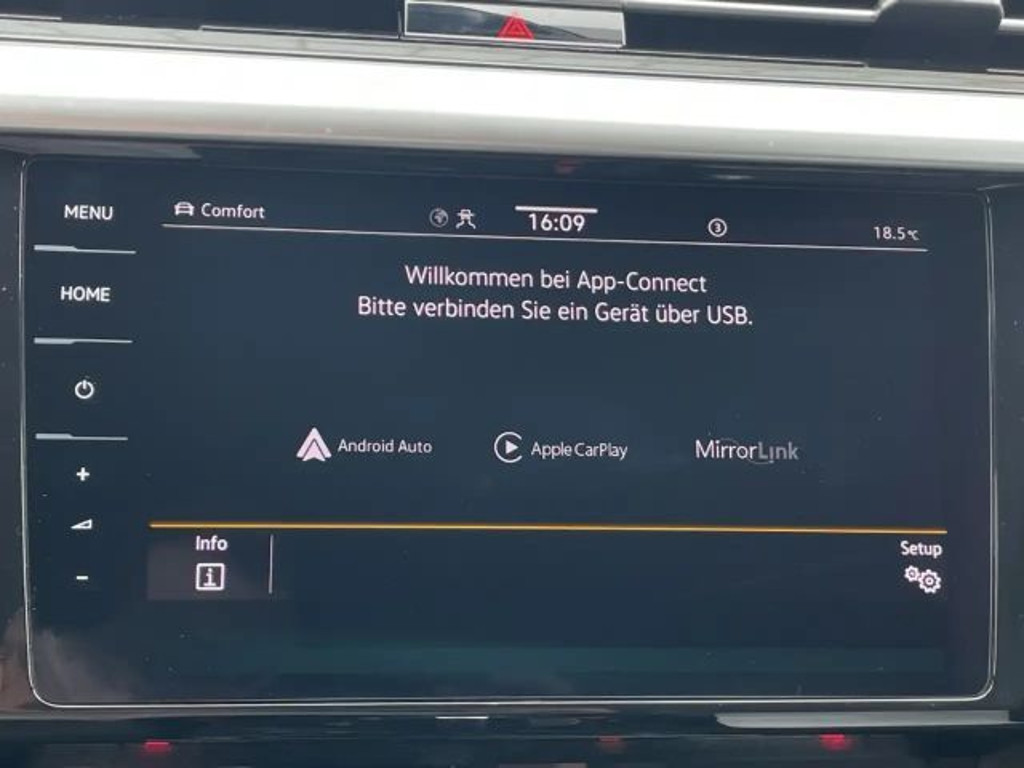 MENU
Comfort
16:09
3
18.5°C
HOME
Willkommen bei App-Connect
Bitte verbinden Sie ein Gerät über USB.
Android Auto
Apple CarPlay
MirrorLink
+
-
Info
i
Setup